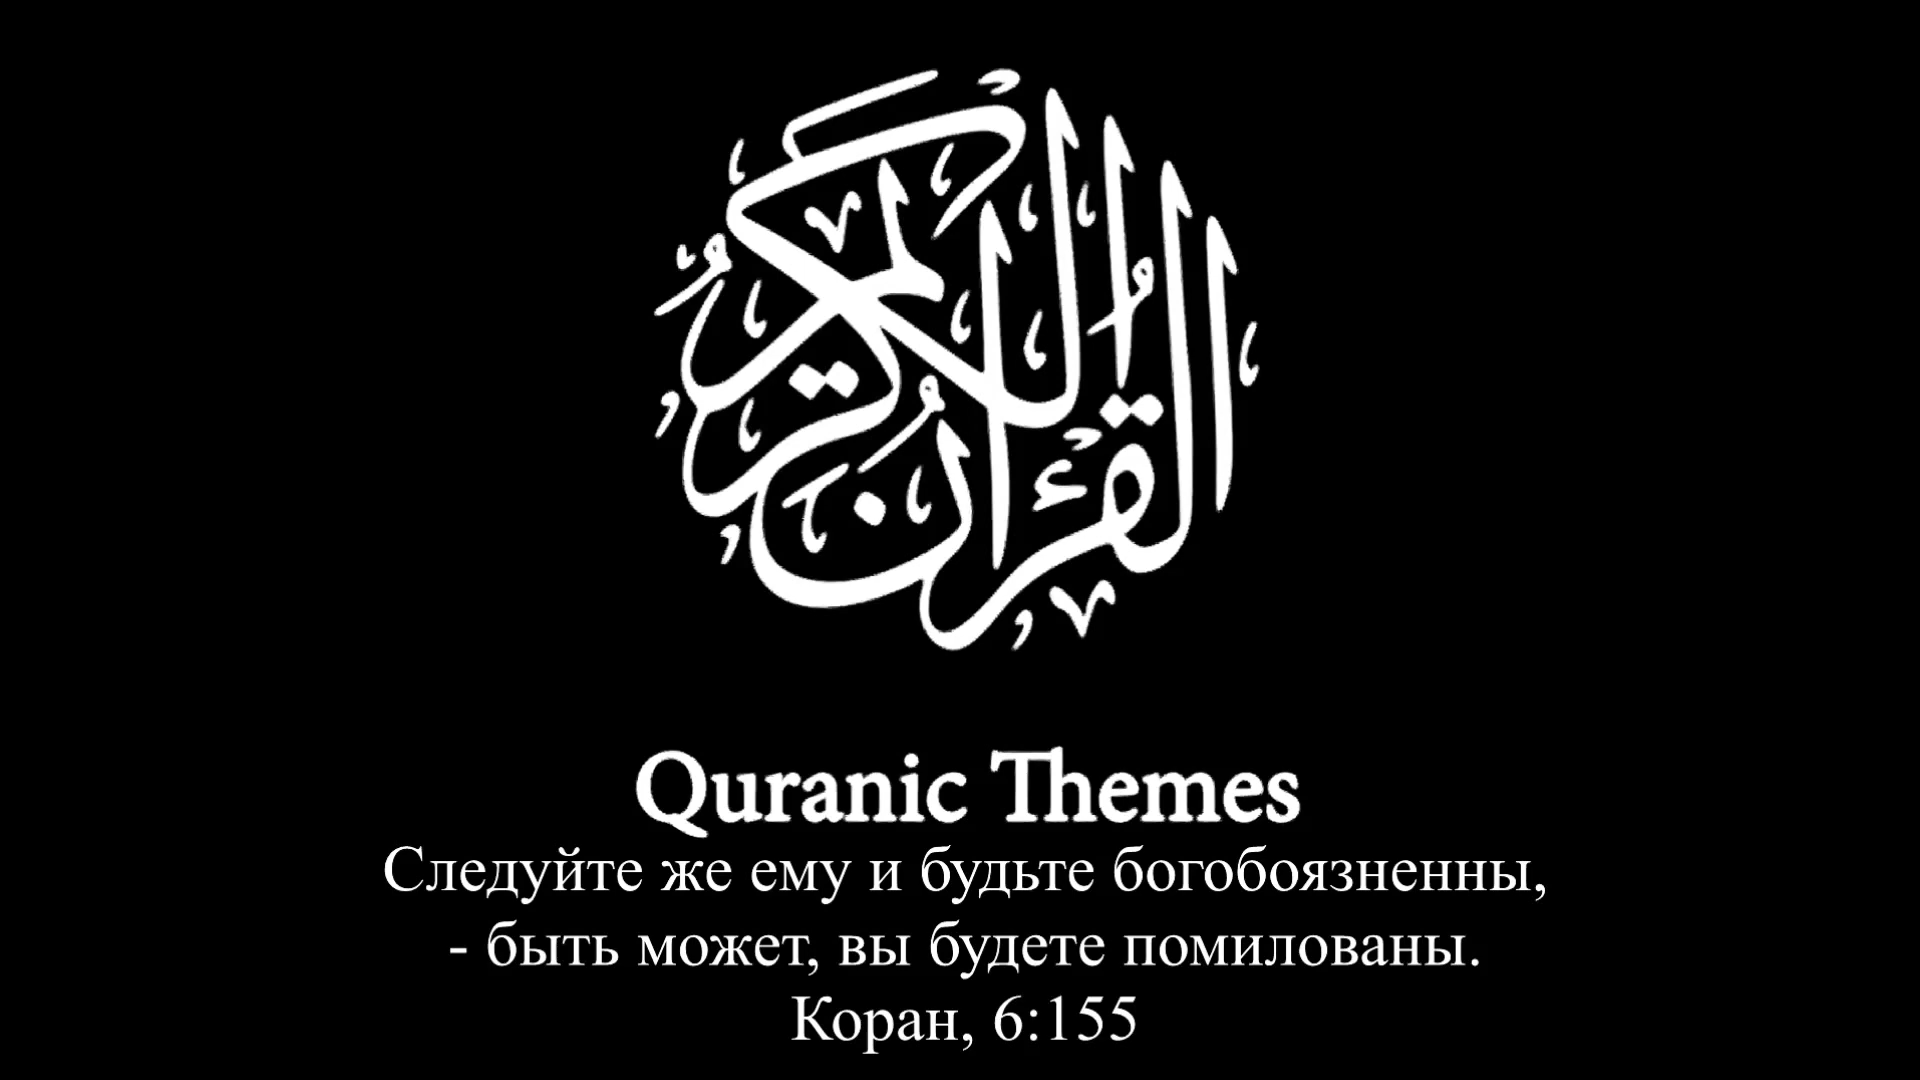 القرآن الكريم
Quranic Themes
Следуйте же ему и будьте богобоязненны,
- быть может, вы будете помилованы.
Коран, 6:155